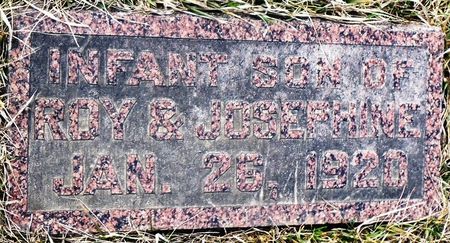 INFANT SON OF
ROY & JOSEPHINE
JAN. 26, 1920